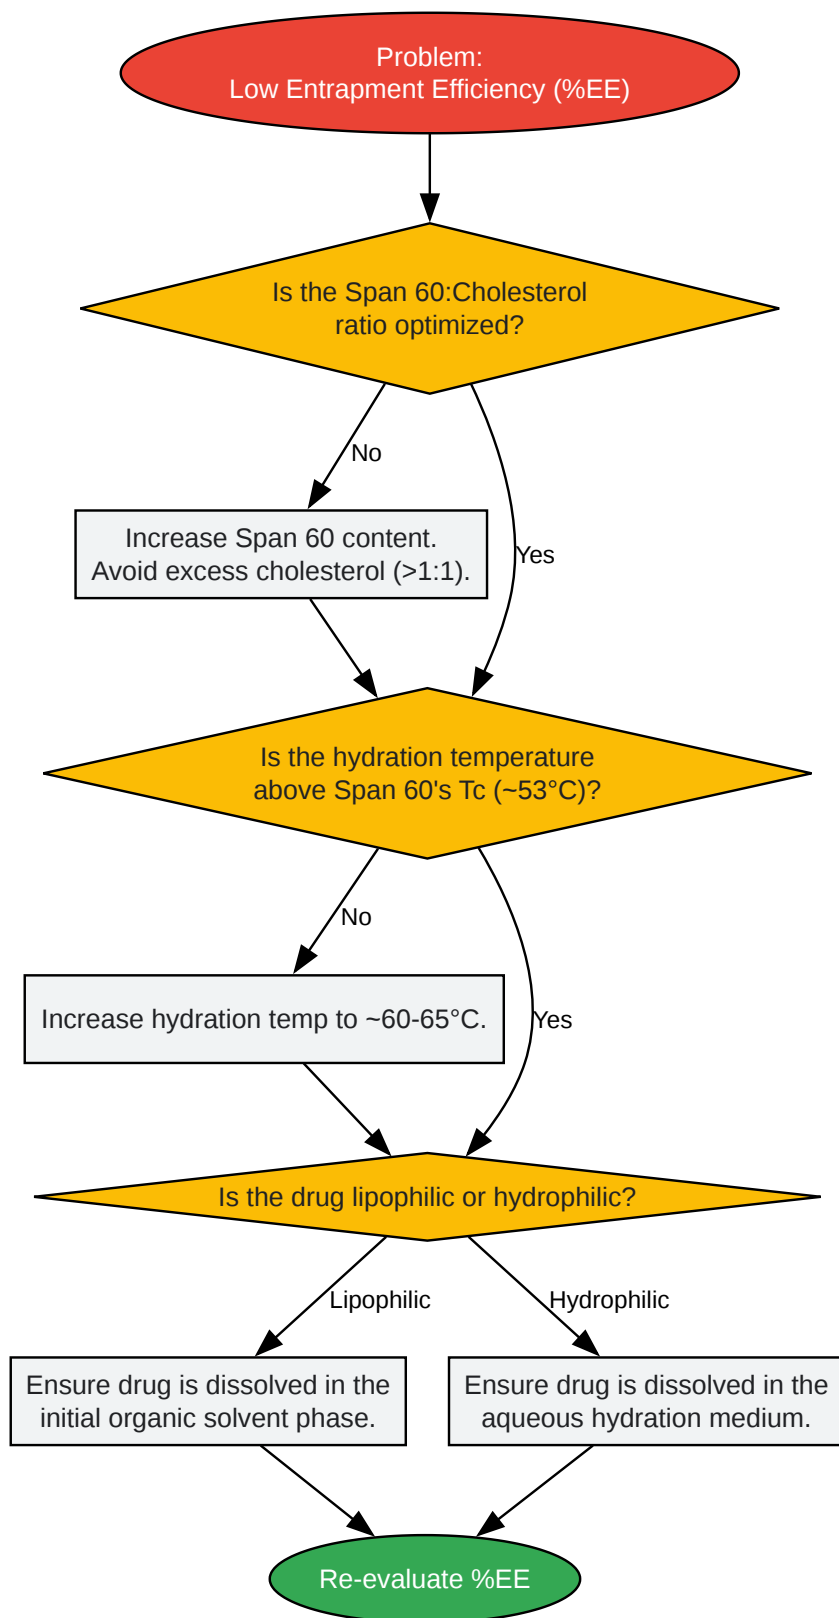 Problem:
Low Entrapment Efficiency (%EE)
Is the Span 60:Cholesterol
ratio optimized?
No
Yes
Increase Span 60 content.
Avoid excess cholesterol (>1:1).
Is the hydration temperature
above Span 60's Tc (~53°C)?
No
Yes
Increase hydration temp to ~60-65°C.
Is the drug lipophilic or hydrophilic?
Lipophilic
Hydrophilic
Ensure drug is dissolved in the
initial organic solvent phase.
Ensure drug is dissolved in the
aqueous hydration medium.
Re-evaluate %EE